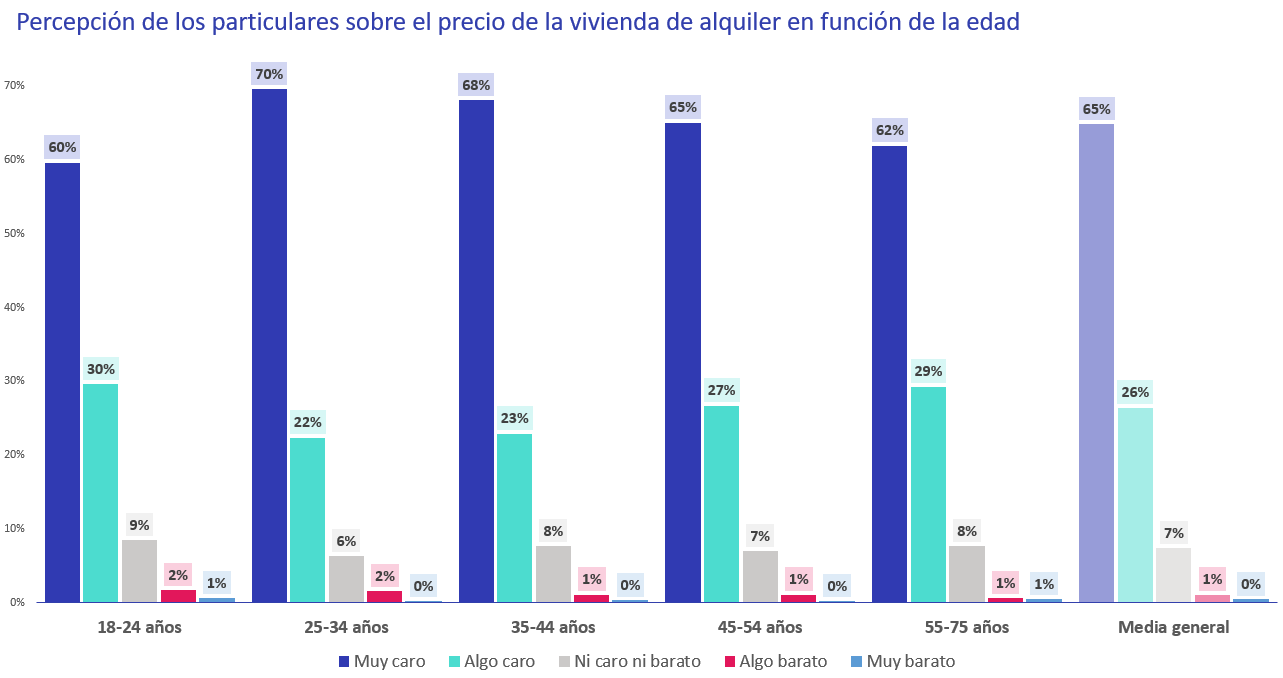 Percepción de los particulares sobre el precio de la vivienda de alquiler en función de la edad
70%
60%
50%
40%
30%
20%
10%
0%
60% 30% 9% 2% 1%
70% 22% 6% 2% 0%
68% 23% 8% 1% 0%
65% 27% 7% 1% 0%
62% 29% 8% 1% 1%
65% 26% 7% 1% 0%
18-24 años 25-34 años 35-44 años 45-54 años 55-75 años Media general
Muy caro Algo caro Ni caro ni barato Algo barato Muy barato